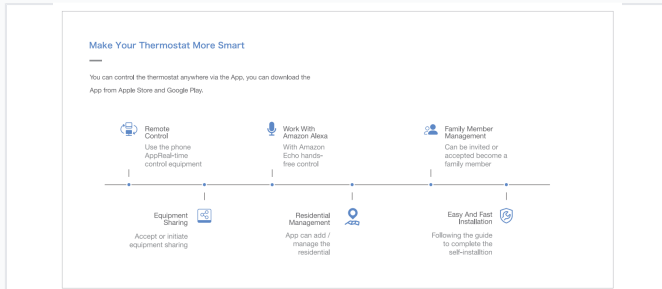 Make Your Thermostat More Smart
You can control the thermostat anywhere via the App, you can download the
App from Apple Store and Google Play.
Remote
Control
Use the phone
AppReal-time
control equipment
Work With
Amazon Alexa
With Amazon
Echo hands-
free control
Family Member
Management
Can be invited or
accepted become a
family member
Equipment
Sharing
Accept or initiate
equipment sharing
Residential
Management
App can add /
manage the
residential
Easy And Fast
Installation
Following the guide
to complete the
self-installtion